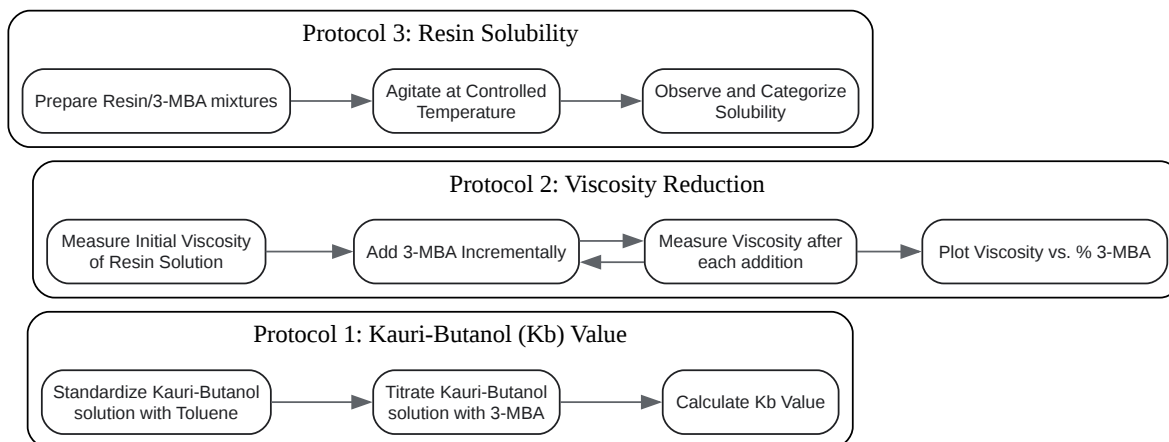 Protocol 3: Resin Solubility
Prepare Resin/3-MBA mixtures
Agitate at Controlled
Temperature
Observe and Categorize
Solubility
Protocol 2: Viscosity Reduction
Measure Initial Viscosity
of Resin Solution
Add 3-MBA Incrementally
Measure Viscosity after
each addition
Plot Viscosity vs. % 3-MBA
Protocol 1: Kauri-Butanol (Kb) Value
Standardize Kauri-Butanol
solution with Toluene
Titrate Kauri-Butanol
solution with 3-MBA
Calculate Kb Value